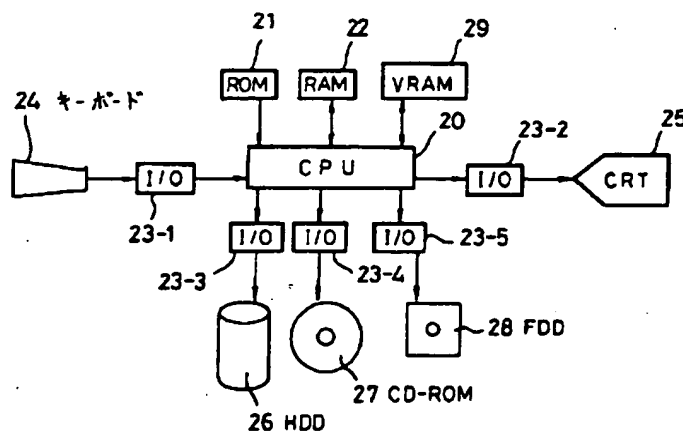 21
22
29
24 キーボード
ROM
RAM
VRAM
20
23-2
25
I/O
CPU
I/O
CRT
23-1
I/O
I/O
I/O
23-5
23-3
23-4
28 FDD
27 CD-ROM
26 HDD